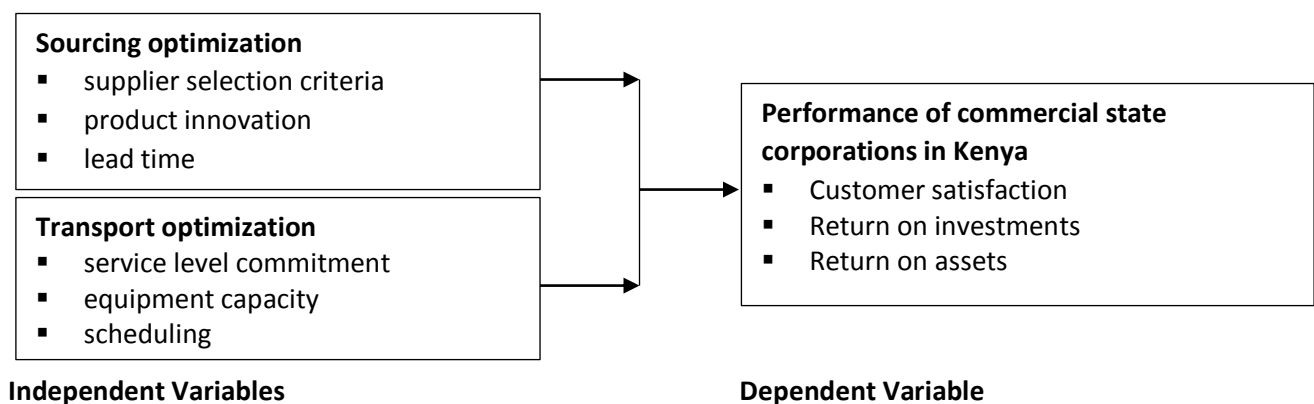 Sourcing optimization
▪ supplier selection criteria
▪ product innovation
▪ lead time
Transport optimization
▪ service level commitment
▪ equipment capacity
▪ scheduling
Independent Variables
Performance of commercial state
corporations in Kenya
▪ Customer satisfaction
▪ Return on investments
▪ Return on assets
Dependent Variable